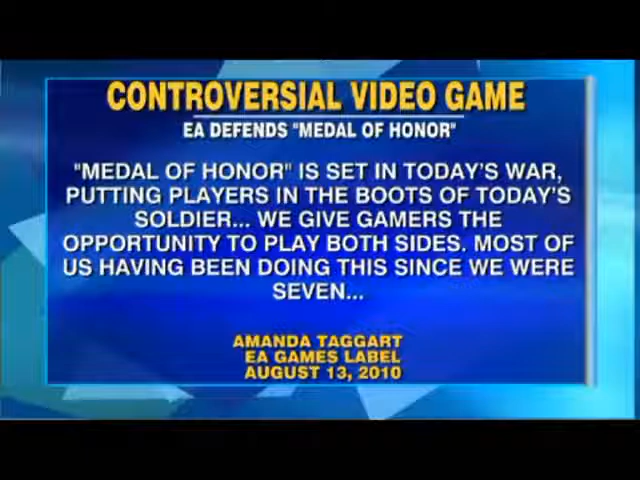 CONTROVERSIAL VIDEO GAME
EA DEFENDS "MEDAL OF HONOR"
"MEDAL OF HONOR" IS SET IN TODAY'S WAR,
PUTTING PLAYERS IN THE BOOTS OF TODAY'S
SOLDIER... WE GIVE GAMERS THE
OPPORTUNITY TO PLAY BOTH SIDES. MOST OF
US HAVING BEEN DOING THIS SINCE WE WERE
SEVEN...
AMANDA TAGGART
EA GAMES LABEL
AUGUST 13, 2010